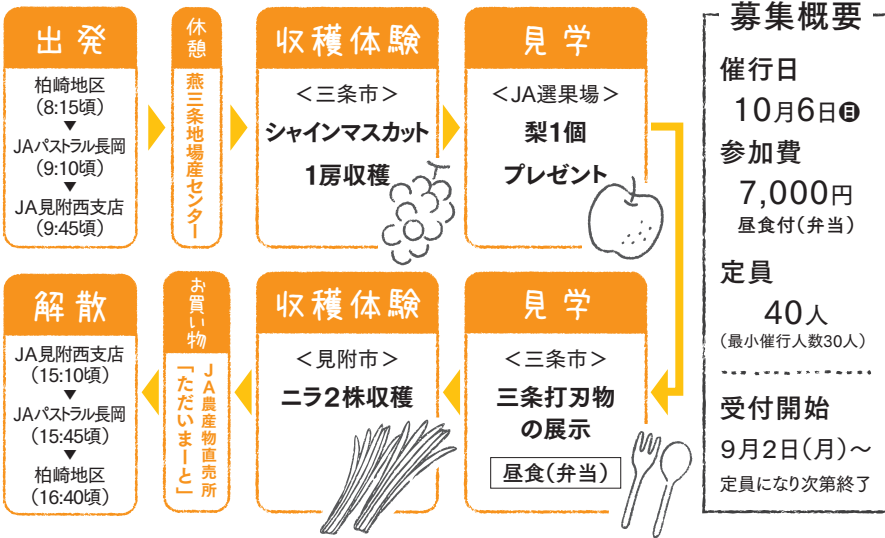 出発
柏崎地区
(8:15頃)
▼
JAパストラル長岡
(9:10頃)
▼
JA見附西支店
(9:45頃)
休憩
燕三条地場産センター
収穫体験
＜三条市＞
シャインマスカット
1房収穫
見学
＜JA選果場＞
梨1個
プレゼント
見学
＜三条市＞
三条打刃物
の展示
昼食(弁当)
収穫体験
＜見附市＞
ニラ2株収穫
お買い物
JA農産物直売所
「ただいまーと」
解散
JA見附西支店
(15:10頃)
▼
JAパストラル長岡
(15:45頃)
▼
柏崎地区
(16:40頃)
募集概要
催行日
10月6日日
参加費
7,000円
昼食付(弁当)
定員
40人
(最小催行人数30人)
受付開始
9月2日(月)～
定員になり次第終了